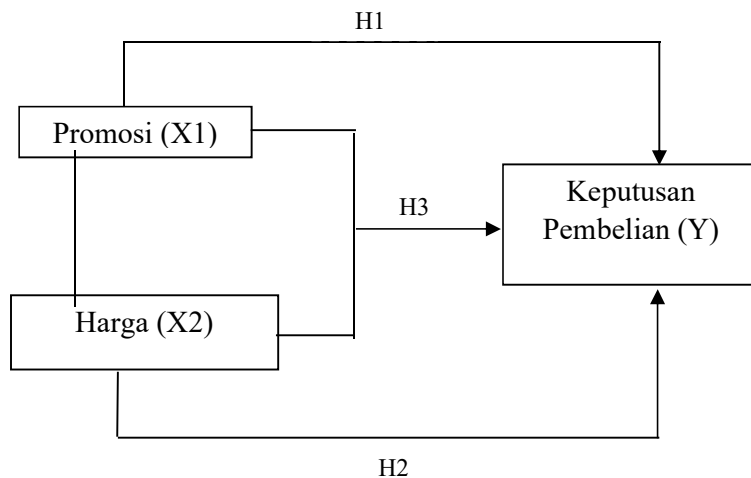 H1
Promosi (X1)
Keputusan
Pembelian (Y)
H3
Harga (X2)
H2